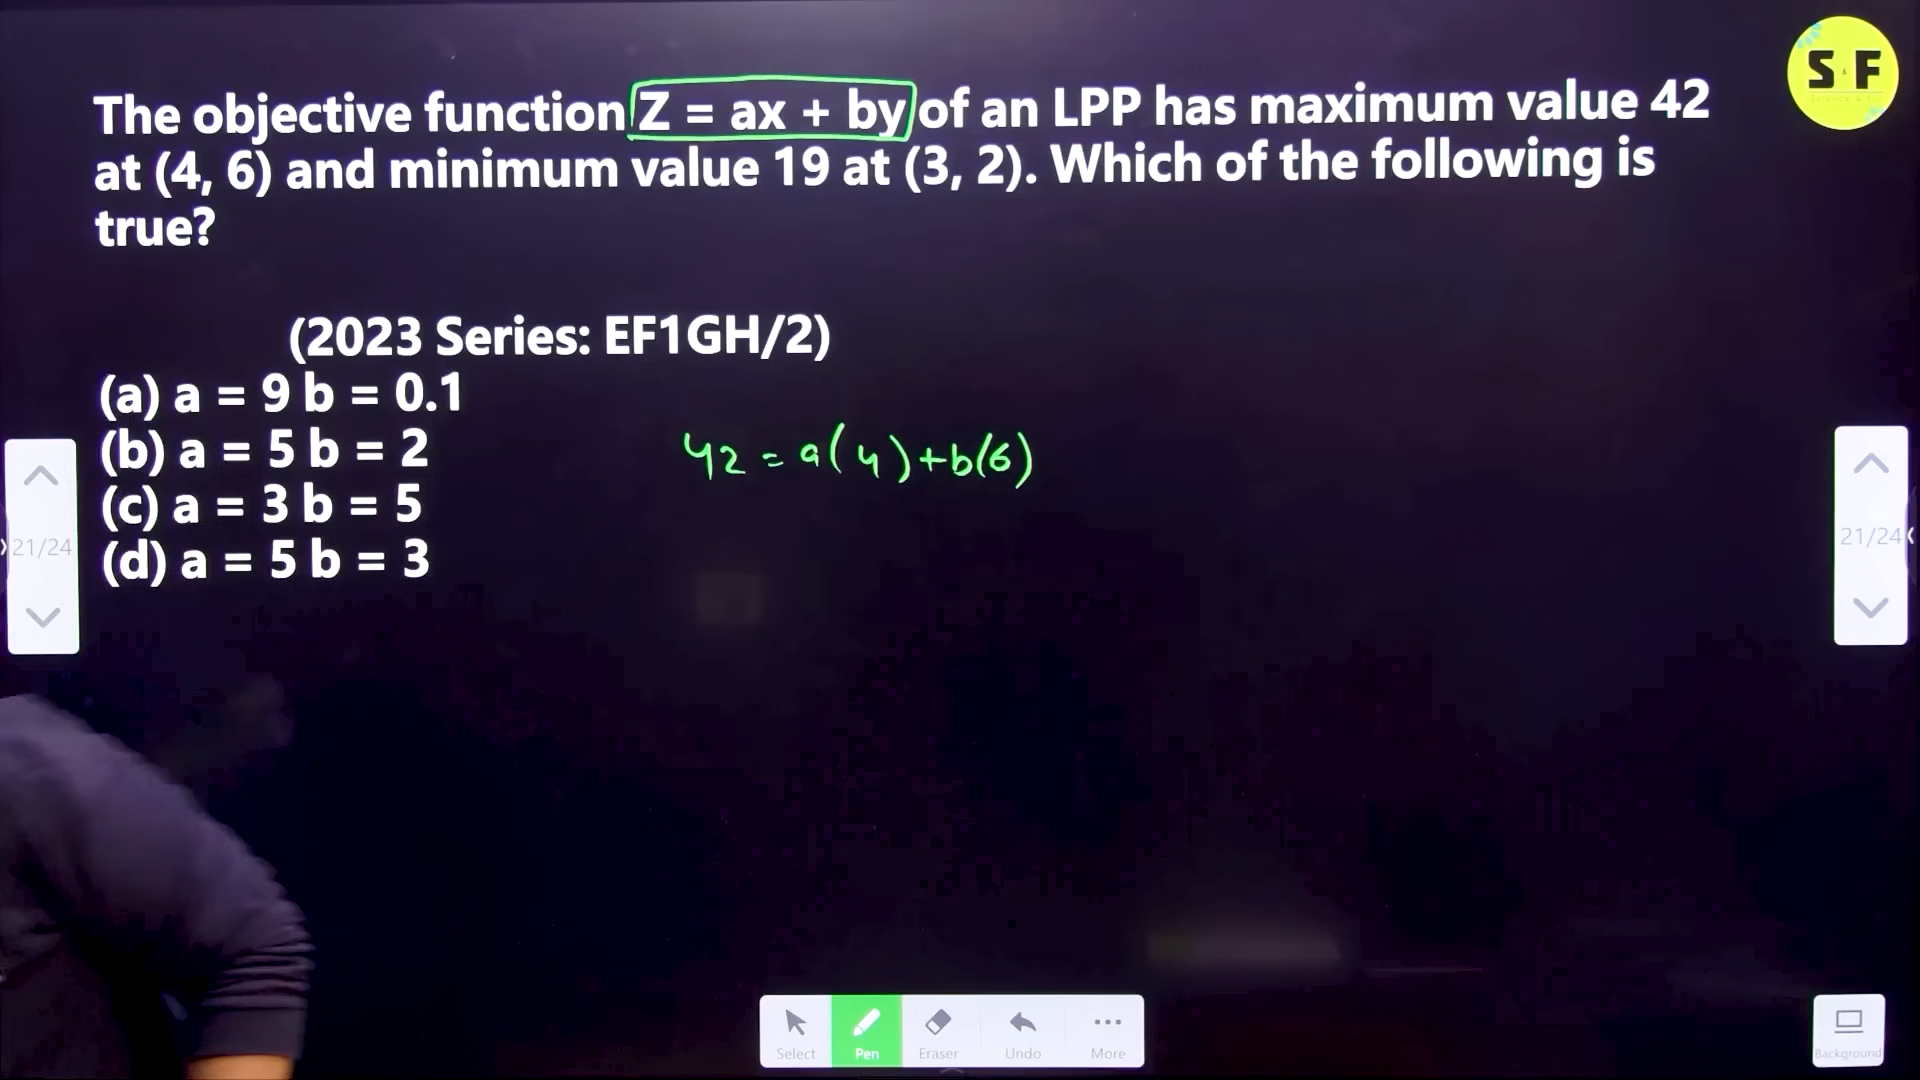 The objective function Z = ax + by of an LPP has maximum value 42
at (4, 6) and minimum value 19 at (3, 2). Which of the following is
true?
(2023 Series: EF1GH/2)
(a) a = 9 b = 0.1
(b) a = 5 b = 2
(c) a = 3 b = 5
(d) a = 5 b = 3
42 = a(4)+b(6)
21/24
21/24
S F
Select
Pen
Eraser
Undo
More
Background